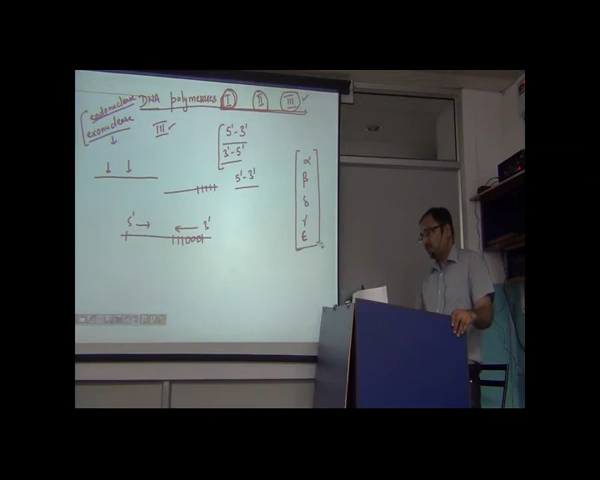 DNA polymerases I II III ✓
endonuclease
exonuclease
III ✓
5'-3'
3'-5'
5'-3'
5' 3'
α
β
δ
γ
ε